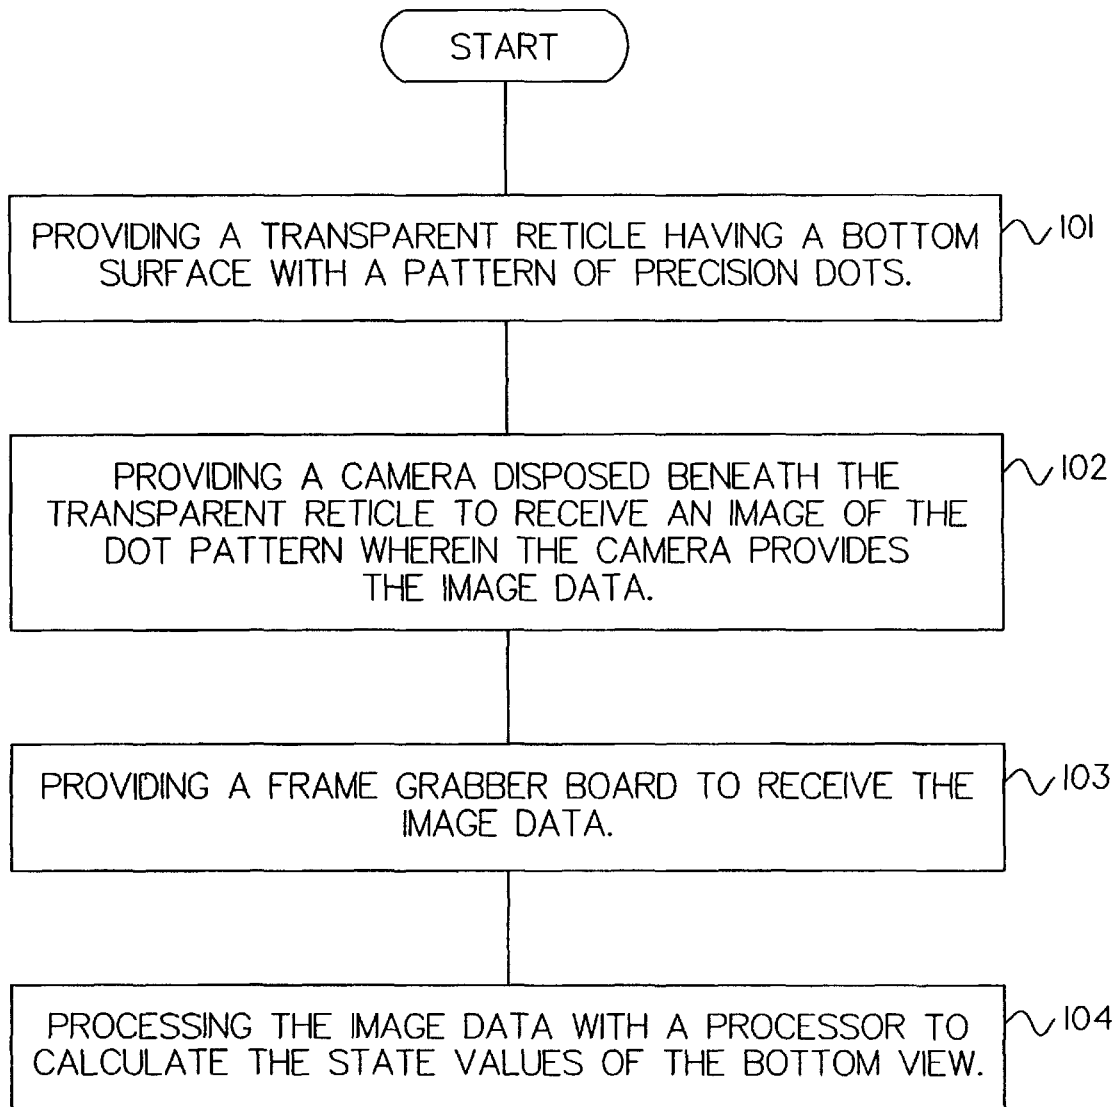 START
PROVIDING A TRANSPARENT RETICLE HAVING A BOTTOM
SURFACE WITH A PATTERN OF PRECISION DOTS.
101
PROVIDING A CAMERA DISPOSED BENEATH THE
TRANSPARENT RETICLE TO RECEIVE AN IMAGE OF THE
DOT PATTERN WHEREIN THE CAMERA PROVIDES
THE IMAGE DATA.
102
PROVIDING A FRAME GRABBER BOARD TO RECEIVE THE
IMAGE DATA.
103
PROCESSING THE IMAGE DATA WITH A PROCESSOR TO
CALCULATE THE STATE VALUES OF THE BOTTOM VIEW.
104